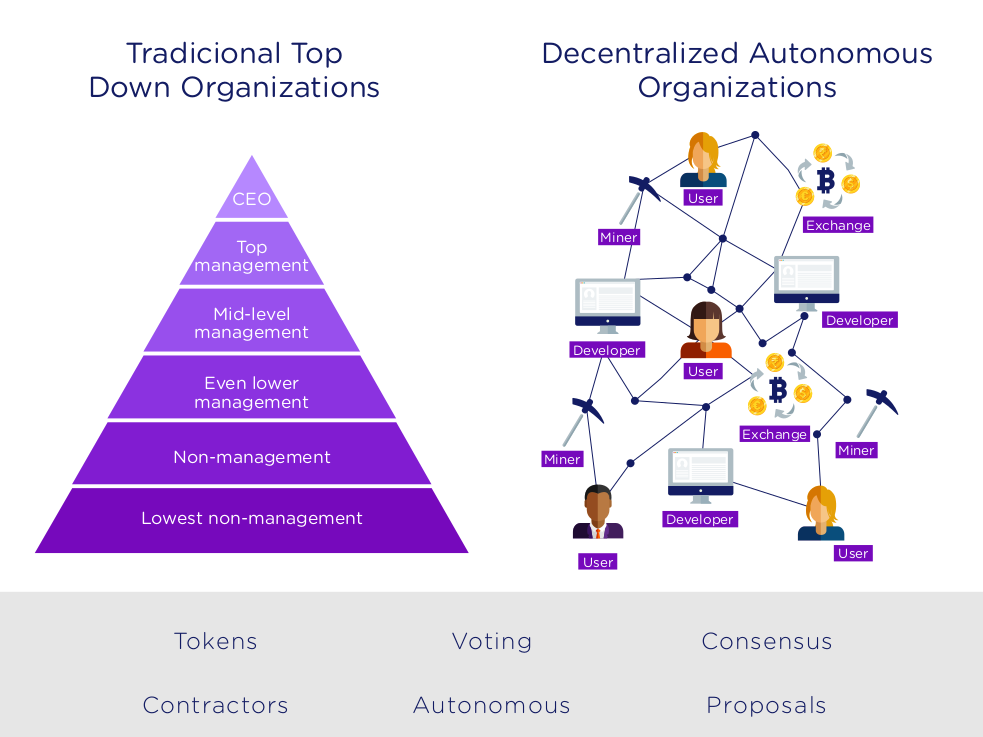 Tradicional Top
Down Organizations
CEO
Top
management
Mid-level
management
Even lower
management
Non-management
Lowest non-management
Decentralized Autonomous
Organizations
User
Miner
Exchange
Developer
Developer
User
Exchange
Miner
Miner
Developer
User
User
Tokens
Voting
Consensus
Contractors
Autonomous
Proposals